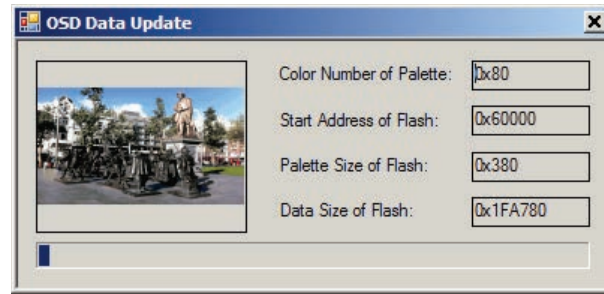 OSD Data Update
Color Number of Palette: 0x80
Start Address of Flash: 0x60000
Palette Size of Flash: 0x380
Data Size of Flash: 0x1FA780